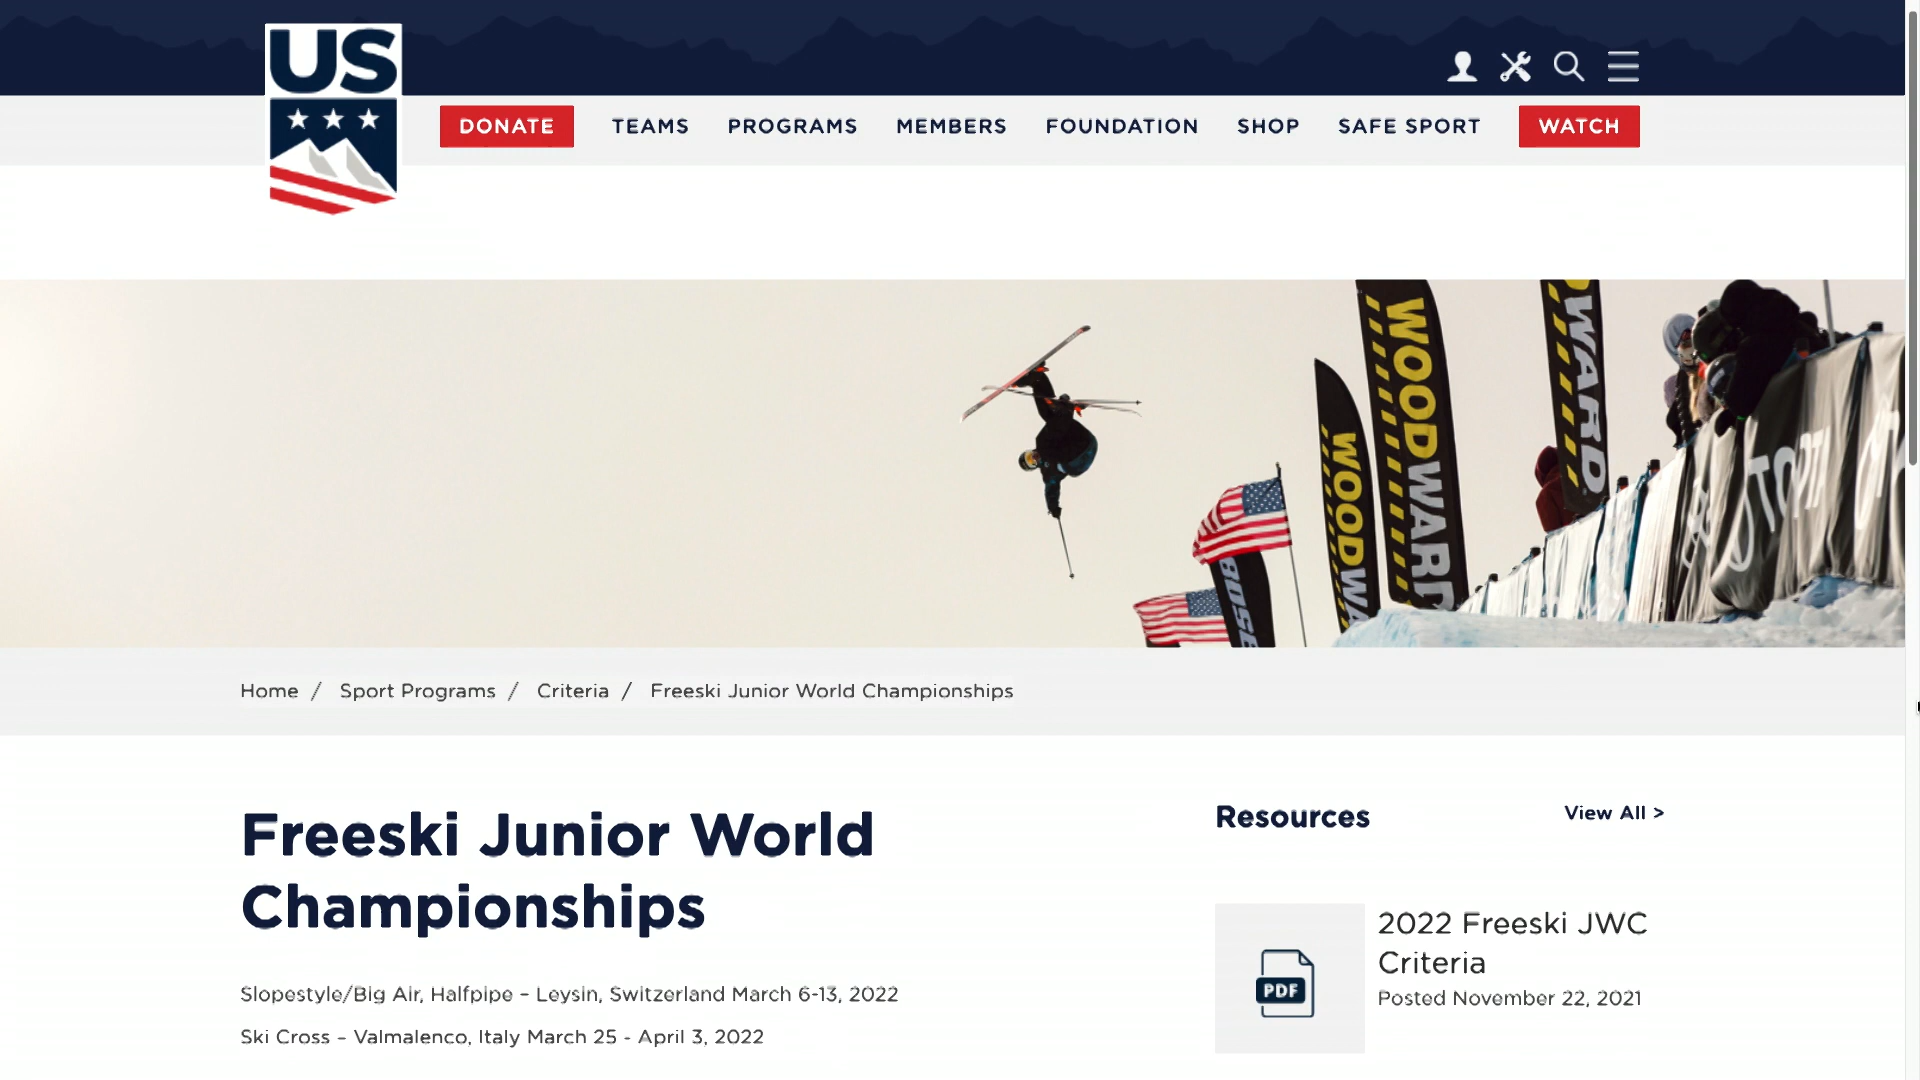 US
DONATE TEAMS PROGRAMS MEMBERS FOUNDATION SHOP SAFE SPORT WATCH
WOODWARD
WARD
WOODWA
BOSE
Home / Sport Programs / Criteria / Freeski Junior World Championships
Freeski Junior World
Championships
Slopestyle/Big Air, Halfpipe – Leysin, Switzerland March 6-13, 2022
Ski Cross – Valmalenco, Italy March 25 - April 3, 2022
Resources
View All >
2022 Freeski JWC
Criteria
Posted November 22, 2021
PDF